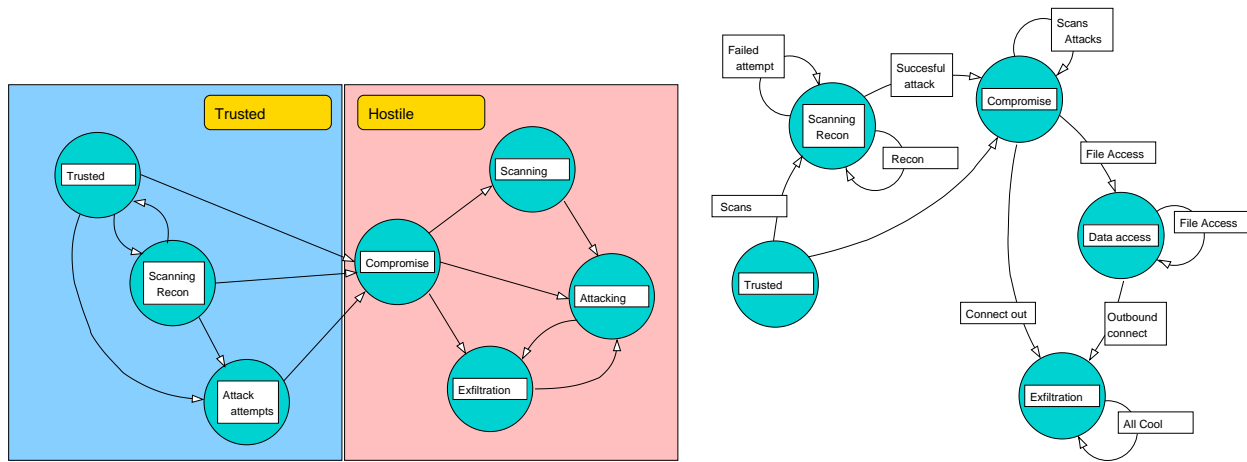 Trusted
Hostile
Trusted
Scanning
Recon
Attack
attempts
Compromise
Scanning
Attacking
Exfiltration
Failed
attempt
Succesful
attack
Scans
Attacks
Compromise
Scanning
Recon
Recon
File Access
Scans
Data access
File Access
Trusted
Connect out
Outbound
connect
Exfiltration
All Cool